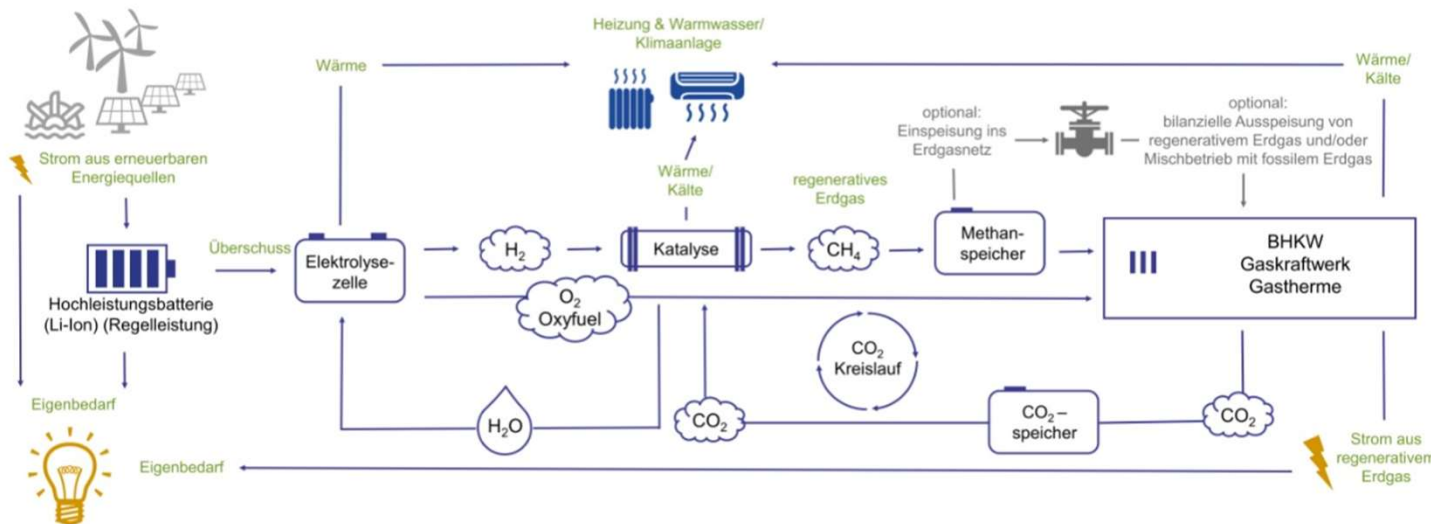 Heizung & Warmwasser/
Klimaanlage
Wärme
Wärme/
Kälte
optional:
Einspeisung ins
Erdgasnetz
optional:
bilanzielle Ausspeisung von
regenerativem Erdgas und/oder
Mischbetrieb mit fossilem Erdgas
Strom aus erneuerbaren
Energiequellen
Wärme/
Kälte
regeneratives
Erdgas
Überschuss
Elektrolyse-
zelle
H₂
Katalyse
CH₄
Methan-
speicher
BHKW
Gaskraftwerk
Gastherme
Hochleistungsbatterie
(Li-Ion) (Regelleistung)
O₂
Oxyfuel
CO₂
Kreislauf
Eigenbedarf
H₂O
CO₂
CO₂–
speicher
CO₂
Eigenbedarf
Strom aus
regenerativem
Erdgas